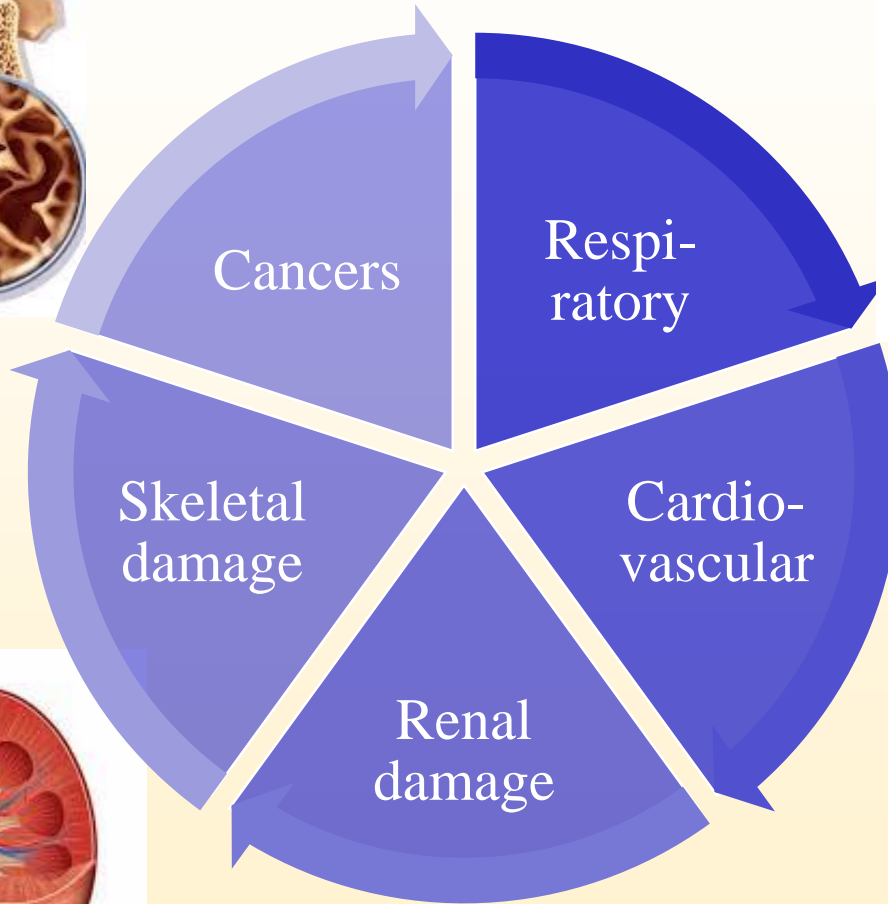 Cancers
Respi-
ratory
Skeletal
damage
Cardio-
vascular
Renal
damage